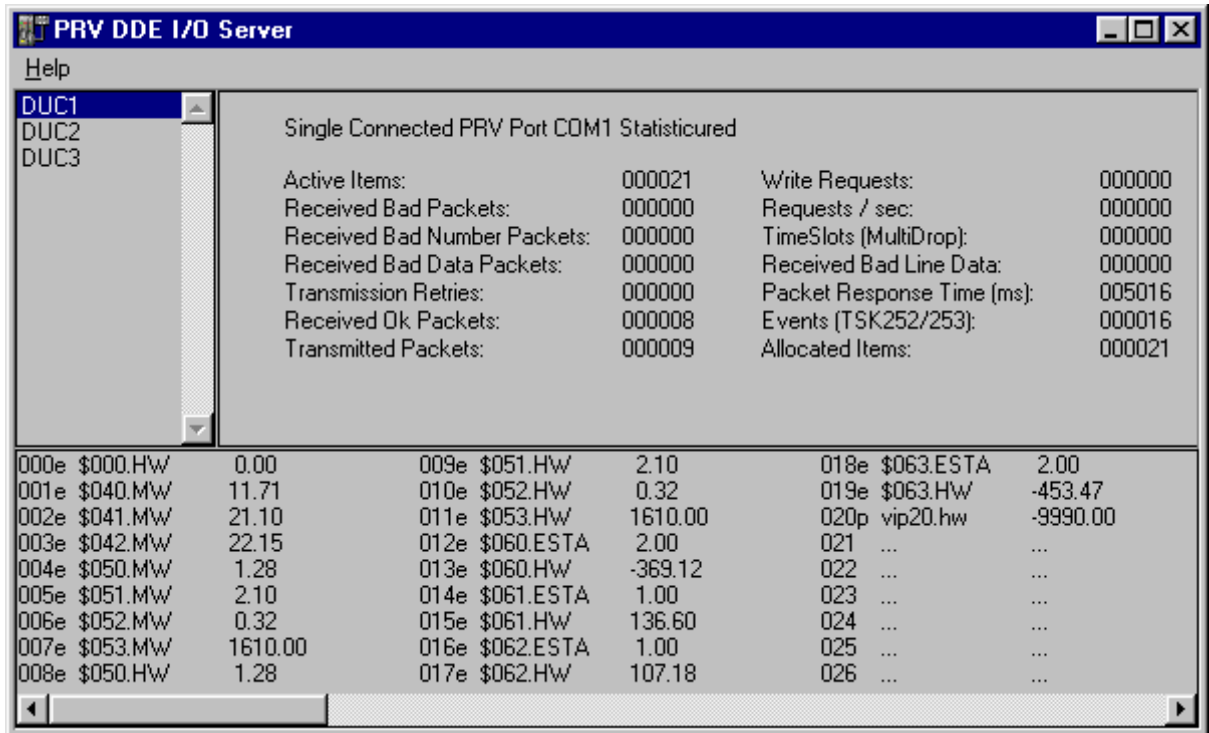 PRV DDE I/O Server
Help
DUC1
DUC2
DUC3
Single Connected PRV Port COM1 Statisticured
Active Items: 000021 Write Requests: 000000
Received Bad Packets: 000000 Requests / sec: 000000
Received Bad Number Packets: 000000 TimeSlots (MultiDrop): 000000
Received Bad Data Packets: 000000 Received Bad Line Data: 000000
Transmission Retries: 000000 Packet Response Time (ms): 005016
Received Ok Packets: 000008 Events (TSK252/253): 000016
Transmitted Packets: 000009 Allocated Items: 000021
000e $000.HW 0.00 009e $051.HW 2.10 018e $063.ESTA 2.00
001e $040.MW 11.71 010e $052.HW 0.32 019e $063.HW -453.47
002e $041.MW 21.10 011e $053.HW 1610.00 020p vip20.hw -9990.00
003e $042.MW 22.15 012e $060.ESTA 2.00 021 ... ...
004e $050.MW 1.28 013e $060.HW -369.12 022 ... ...
005e $051.MW 2.10 014e $061.ESTA 1.00 023 ... ...
006e $052.MW 0.32 015e $061.HW 136.60 024 ... ...
007e $053.MW 1610.00 016e $062.ESTA 1.00 025 ... ...
008e $050.HW 1.28 017e $062.HW 107.18 026 ... ...